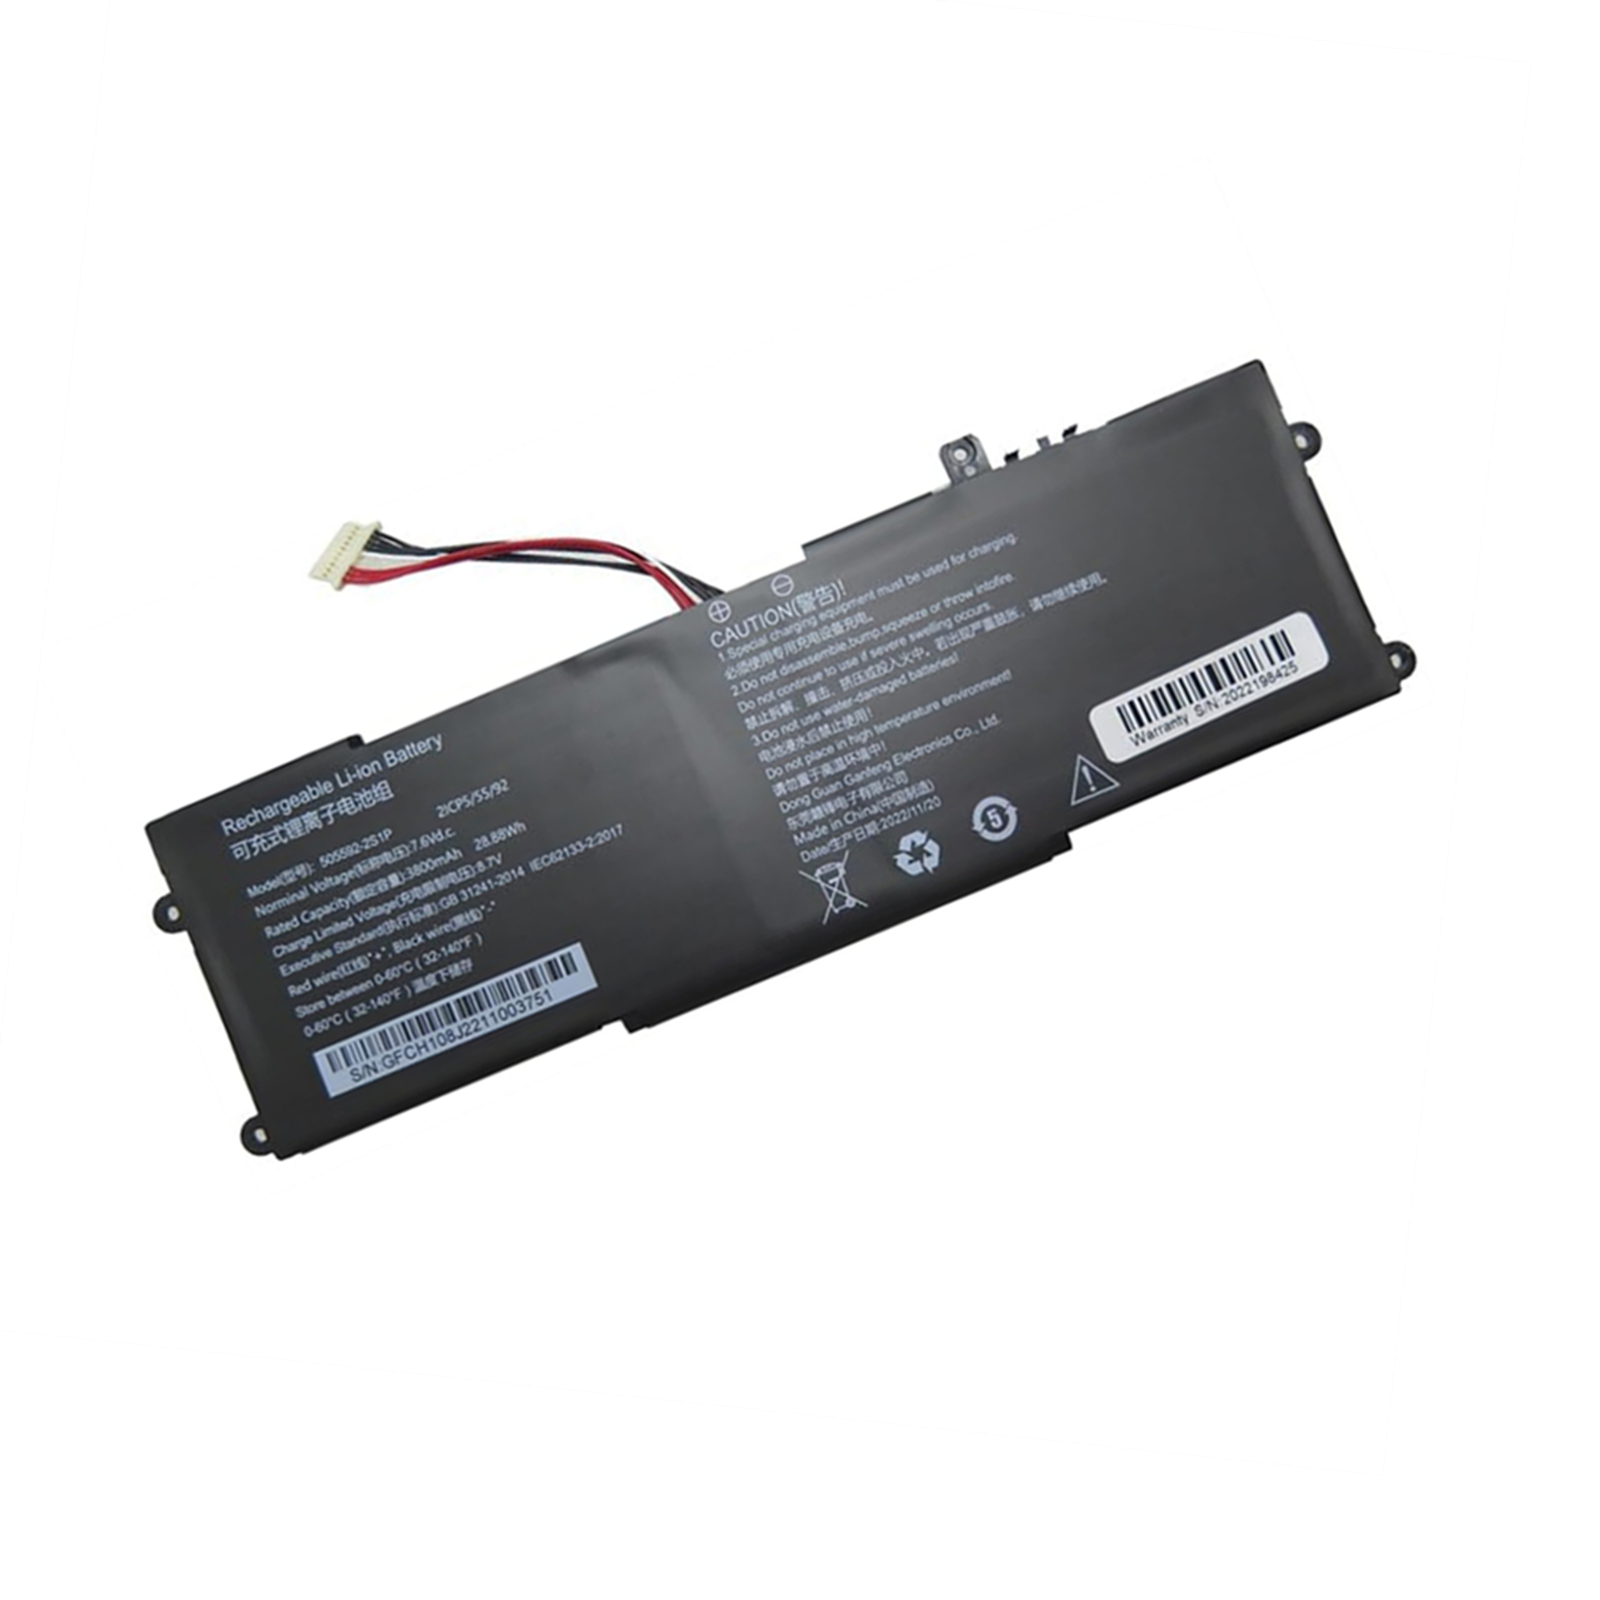 Rechargeable Li-ion Battery
可充式锂离子电池组
Model(型号): 505592-2S1P 2ICP5/55/92
Norminal Voltage(标称电压):7.6Vd.c.
Rated Capacity(额定容量):3800mAh 28.88Wh
Charge Limited Voltage(充电限制电压):8.7V
Executive Standard(执行标准):GB 31241-2014 IEC62133-2:2017
Red wire(红线)"+", Black wire(黑线)"-"
Store between 0-60°C ( 32-140°F )
0-60°C ( 32-140°F ) 温度下储存
S/N:GFCH108J2211003751
CAUTION(警告)!
1.Special charging equipment must be used for charging.
必须使用专用充电设备充电。
2.Do not disassemble,bump,squeeze or throw intofire.
Do not continue to use if severe swelling occurs.
禁止拆解、撞击、挤压或投入火中。若出现严重鼓胀、请勿继续使用。
3.Do not use water-damaged batteries!
电池浸水后禁止使用!
Do not place in high temperature environment!
请勿置于高温环境中!
Dong Guan Ganfeng Electronics Co., Ltd.
东莞赣锋电子有限公司
Made in China(中国制造)
Date/生产日期:2022/11/20
5
Warranty S/N:2022198425